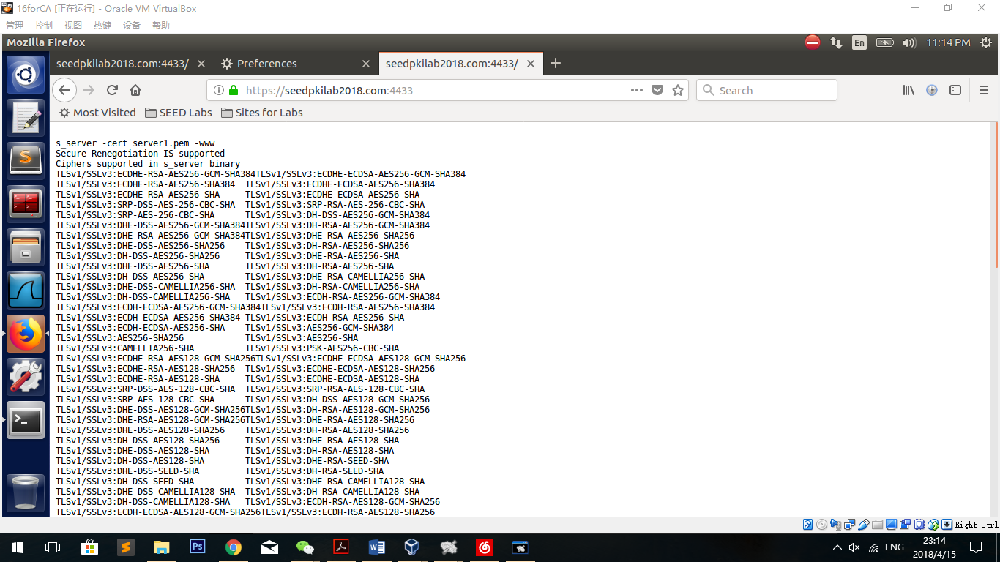 16forCA [正在运行] - Oracle VM VirtualBox
管理 控制 视图 热键 设备 帮助
Mozilla Firefox En 11:14 PM
seedpkilab2018.com:4433/ Preferences seedpkilab2018.com:4433/
https://seedpkilab2018.com:4433 Search
Most Visited SEED Labs Sites for Labs
s_server -cert server1.pem -www
Secure Renegotiation IS supported
Ciphers supported in s_server binary
TLSv1/SSLv3:ECDHE-RSA-AES256-GCM-SHA384TLSv1/SSLv3:ECDHE-ECDSA-AES256-GCM-SHA384
TLSv1/SSLv3:ECDHE-RSA-AES256-SHA384 TLSv1/SSLv3:ECDHE-ECDSA-AES256-SHA384
TLSv1/SSLv3:ECDHE-RSA-AES256-SHA TLSv1/SSLv3:ECDHE-ECDSA-AES256-SHA
TLSv1/SSLv3:SRP-DSS-AES-256-CBC-SHA TLSv1/SSLv3:SRP-RSA-AES-256-CBC-SHA
TLSv1/SSLv3:SRP-AES-256-CBC-SHA TLSv1/SSLv3:DH-DSS-AES256-GCM-SHA384
TLSv1/SSLv3:DHE-DSS-AES256-GCM-SHA384TLSv1/SSLv3:DH-RSA-AES256-GCM-SHA384
TLSv1/SSLv3:DHE-RSA-AES256-GCM-SHA384TLSv1/SSLv3:DHE-RSA-AES256-SHA256
TLSv1/SSLv3:DHE-DSS-AES256-SHA256 TLSv1/SSLv3:DH-RSA-AES256-SHA256
TLSv1/SSLv3:DH-DSS-AES256-SHA256 TLSv1/SSLv3:DHE-RSA-AES256-SHA
TLSv1/SSLv3:DHE-DSS-AES256-SHA TLSv1/SSLv3:DH-RSA-AES256-SHA
TLSv1/SSLv3:DH-DSS-AES256-SHA TLSv1/SSLv3:DHE-RSA-CAMELLIA256-SHA
TLSv1/SSLv3:DHE-DSS-CAMELLIA256-SHA TLSv1/SSLv3:DH-RSA-CAMELLIA256-SHA
TLSv1/SSLv3:DH-DSS-CAMELLIA256-SHA TLSv1/SSLv3:ECDH-RSA-AES256-GCM-SHA384
TLSv1/SSLv3:ECDH-ECDSA-AES256-GCM-SHA384TLSv1/SSLv3:ECDH-RSA-AES256-SHA384
TLSv1/SSLv3:ECDH-ECDSA-AES256-SHA384 TLSv1/SSLv3:ECDH-RSA-AES256-SHA
TLSv1/SSLv3:ECDH-ECDSA-AES256-SHA TLSv1/SSLv3:AES256-GCM-SHA384
TLSv1/SSLv3:AES256-SHA256 TLSv1/SSLv3:AES256-SHA
TLSv1/SSLv3:CAMELLIA256-SHA TLSv1/SSLv3:PSK-AES256-CBC-SHA
TLSv1/SSLv3:ECDHE-RSA-AES128-GCM-SHA256TLSv1/SSLv3:ECDHE-ECDSA-AES128-GCM-SHA256
TLSv1/SSLv3:ECDHE-RSA-AES128-SHA256 TLSv1/SSLv3:ECDHE-ECDSA-AES128-SHA256
TLSv1/SSLv3:ECDHE-RSA-AES128-SHA TLSv1/SSLv3:ECDHE-ECDSA-AES128-SHA
TLSv1/SSLv3:SRP-DSS-AES-128-CBC-SHA TLSv1/SSLv3:SRP-RSA-AES-128-CBC-SHA
TLSv1/SSLv3:SRP-AES-128-CBC-SHA TLSv1/SSLv3:DH-DSS-AES128-GCM-SHA256
TLSv1/SSLv3:DHE-DSS-AES128-GCM-SHA256TLSv1/SSLv3:DH-RSA-AES128-GCM-SHA256
TLSv1/SSLv3:DHE-RSA-AES128-GCM-SHA256TLSv1/SSLv3:DHE-RSA-AES128-SHA256
TLSv1/SSLv3:DHE-DSS-AES128-SHA256 TLSv1/SSLv3:DH-RSA-AES128-SHA256
TLSv1/SSLv3:DH-DSS-AES128-SHA256 TLSv1/SSLv3:DHE-RSA-AES128-SHA
TLSv1/SSLv3:DHE-DSS-AES128-SHA TLSv1/SSLv3:DH-RSA-AES128-SHA
TLSv1/SSLv3:DH-DSS-AES128-SHA TLSv1/SSLv3:DHE-RSA-SEED-SHA
TLSv1/SSLv3:DHE-DSS-SEED-SHA TLSv1/SSLv3:DH-RSA-SEED-SHA
TLSv1/SSLv3:DH-DSS-SEED-SHA TLSv1/SSLv3:DHE-RSA-CAMELLIA128-SHA
TLSv1/SSLv3:DHE-DSS-CAMELLIA128-SHA TLSv1/SSLv3:DH-RSA-CAMELLIA128-SHA
TLSv1/SSLv3:DH-DSS-CAMELLIA128-SHA TLSv1/SSLv3:ECDH-RSA-AES128-GCM-SHA256
TLSv1/SSLv3:ECDH-ECDSA-AES128-GCM-SHA256TLSv1/SSLv3:ECDH-RSA-AES128-SHA256
Right Ctrl
ENG 23:14
2018/4/15